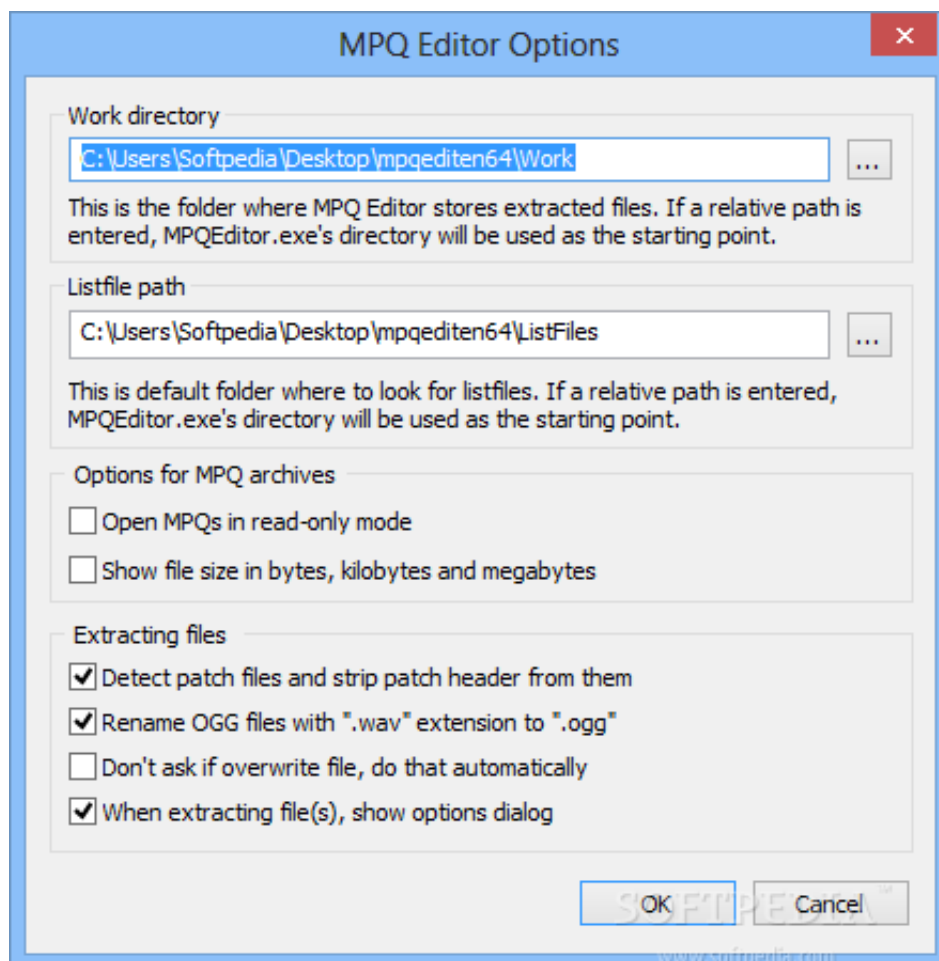 MPQ Editor Options
Work directory
C:\Users\Softpedia\Desktop\mpqediten64\Work
...
This is the folder where MPQ Editor stores extracted files. If a relative path is
entered, MPQEditor.exe's directory will be used as the starting point.
Listfile path
C:\Users\Softpedia\Desktop\mpqediten64\ListFiles
...
This is default folder where to look for listfiles. If a relative path is entered,
MPQEditor.exe's directory will be used as the starting point.
Options for MPQ archives
Open MPQs in read-only mode
Show file size in bytes, kilobytes and megabytes
Extracting files
Detect patch files and strip patch header from them
Rename OGG files with ".wav" extension to ".ogg"
Don't ask if overwrite file, do that automatically
When extracting file(s), show options dialog
OK
Cancel
SOFTPEDIA™
www.softpedia.com